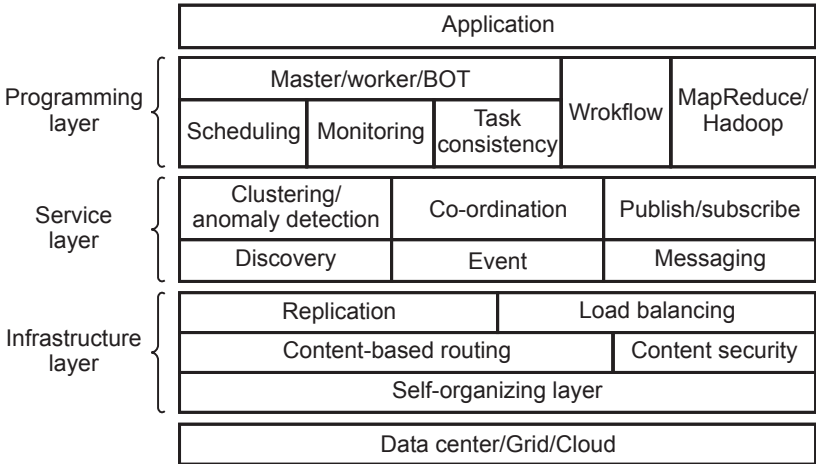 Application
Programming
layer
Master/worker/BOT
Scheduling
Monitoring
Task
consistency
Wrokflow
MapReduce/
Hadoop
Service
layer
Clustering/
anomaly detection
Co-ordination
Publish/subscribe
Discovery
Event
Messaging
Infrastructure
layer
Replication
Load balancing
Content-based routing
Content security
Self-organizing layer
Data center/Grid/Cloud